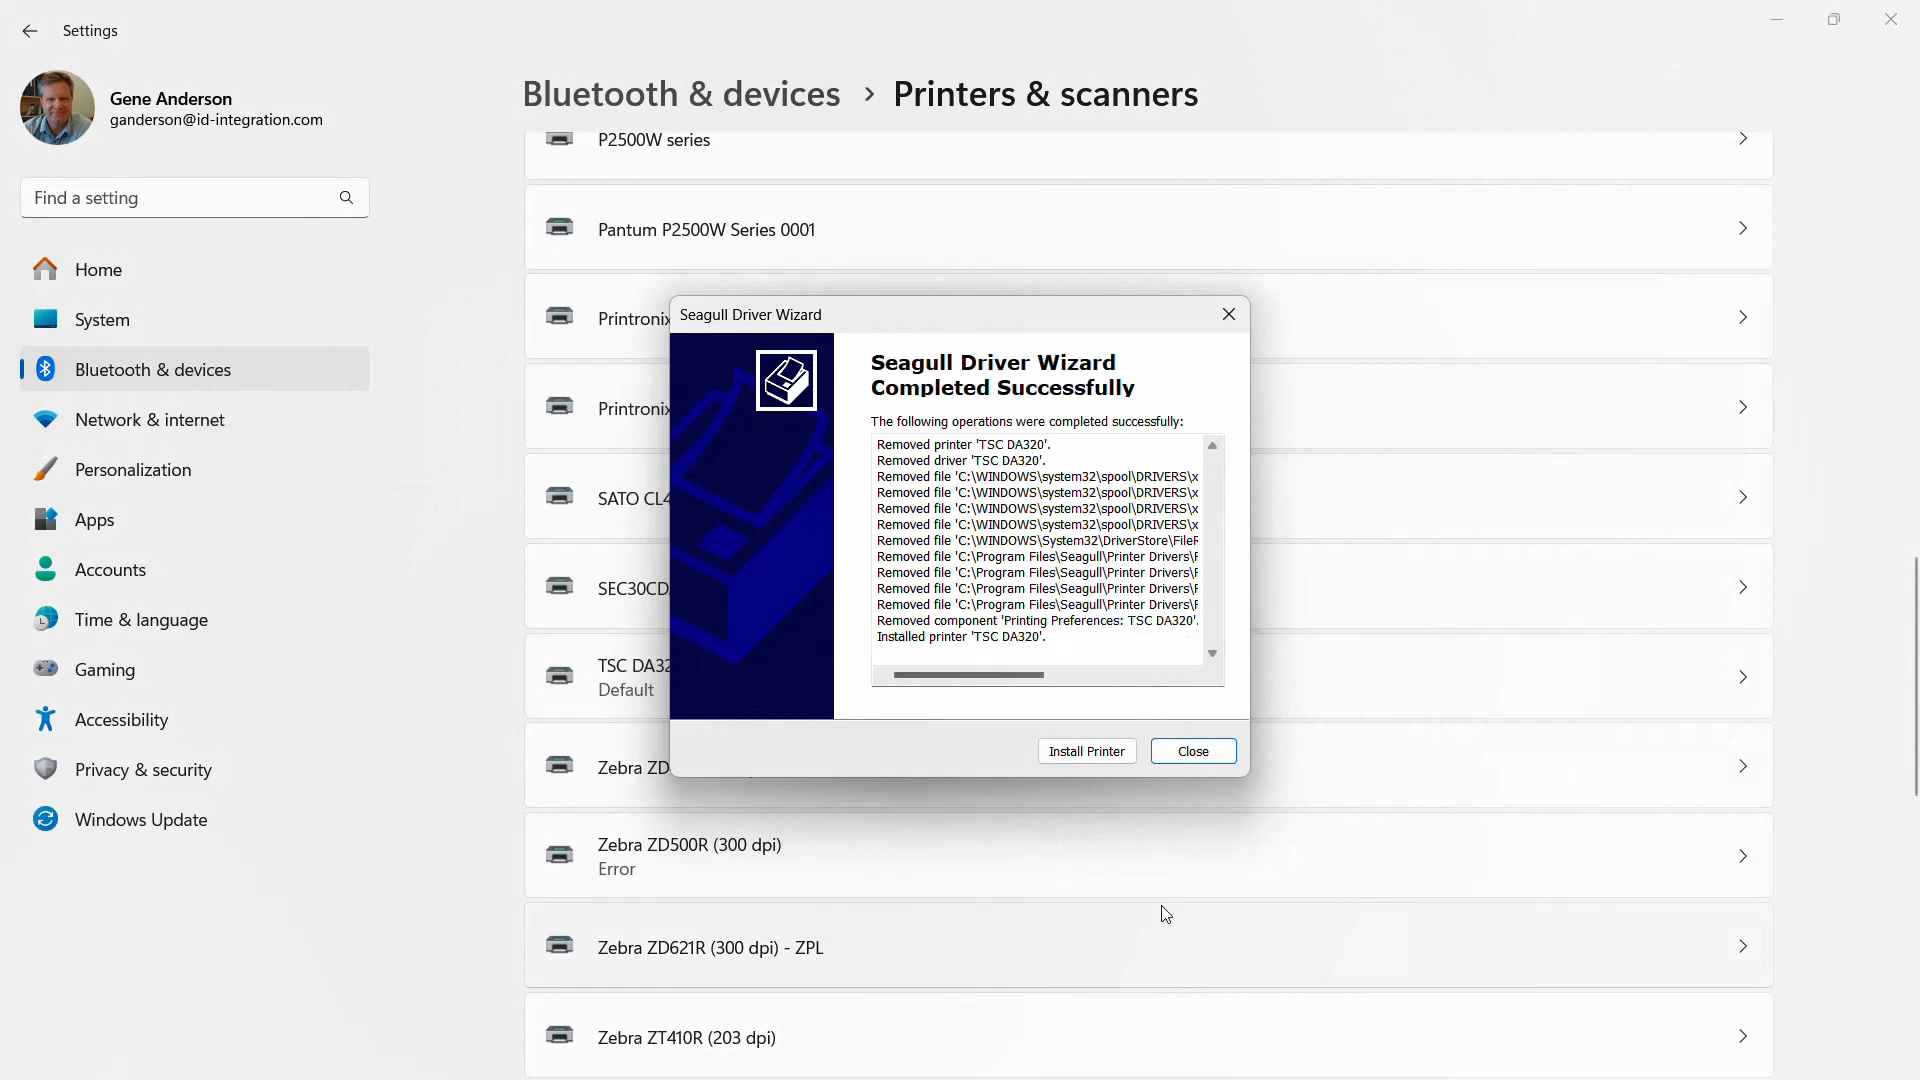 Settings
Gene Anderson
ganderson@id-integration.com
Find a setting
Home
System
Bluetooth & devices
Network & internet
Personalization
Apps
Accounts
Time & language
Gaming
Accessibility
Privacy & security
Windows Update
Bluetooth & devices > Printers & scanners
P2500W series
Pantum P2500W Series 0001
Printronix
Printronix
SATO CL4
SEC30CD
TSC DA32
Default
Zebra ZD
Zebra ZD500R (300 dpi)
Error
Zebra ZD621R (300 dpi) - ZPL
Zebra ZT410R (203 dpi)
Seagull Driver Wizard
Seagull Driver Wizard
Completed Successfully
The following operations were completed successfully:
Removed printer 'TSC DA320'.
Removed driver 'TSC DA320'.
Removed file 'C:\WINDOWS\system32\spool\DRIVERS\x
Removed file 'C:\WINDOWS\system32\spool\DRIVERS\x
Removed file 'C:\WINDOWS\system32\spool\DRIVERS\x
Removed file 'C:\WINDOWS\system32\spool\DRIVERS\x
Removed file 'C:\WINDOWS\System32\DriverStore\FileR
Removed file 'C:\Program Files\Seagull\Printer Drivers\F
Removed file 'C:\Program Files\Seagull\Printer Drivers\F
Removed file 'C:\Program Files\Seagull\Printer Drivers\F
Removed file 'C:\Program Files\Seagull\Printer Drivers\F
Removed component 'Printing Preferences: TSC DA320'.
Installed printer 'TSC DA320'.
Install Printer
Close